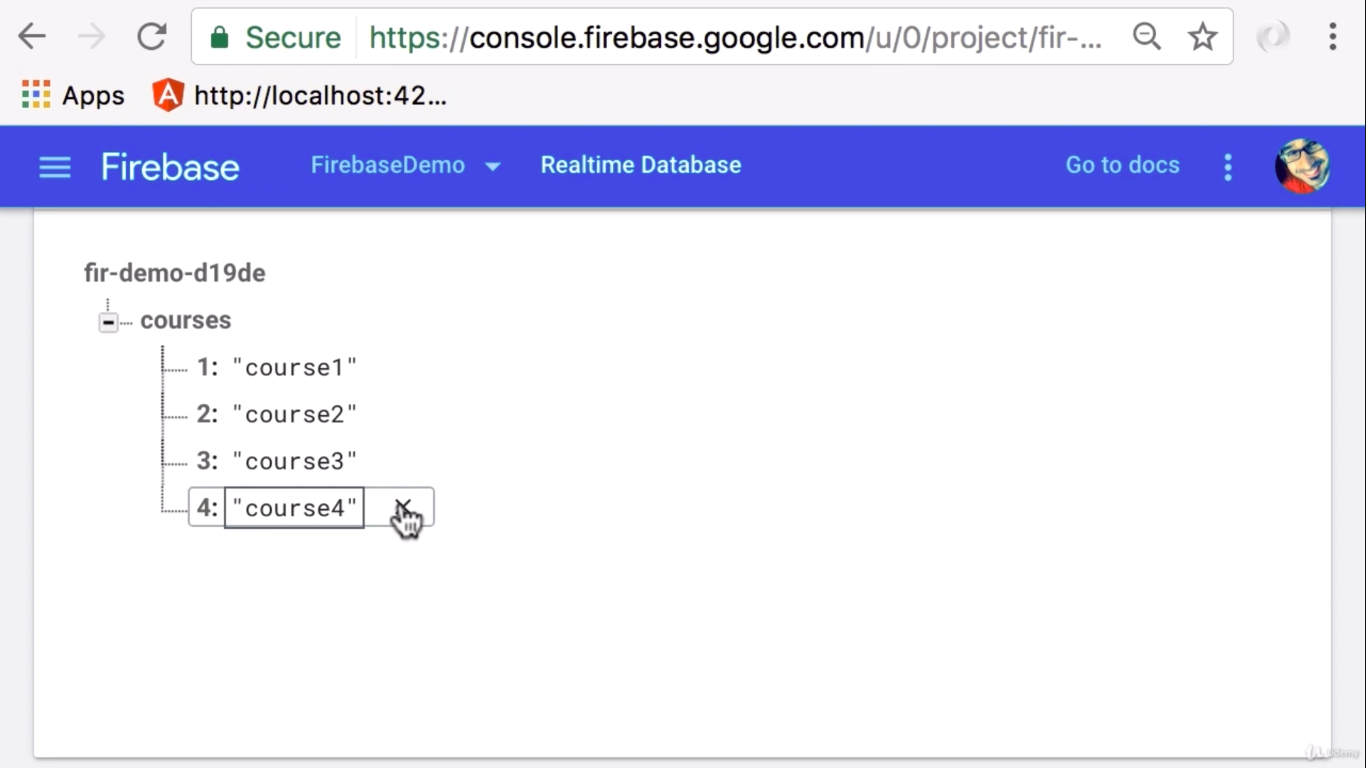 Secure https://console.firebase.google.com/u/0/project/fir-...
Apps http://localhost:42...
Firebase FirebaseDemo Realtime Database Go to docs
fir-demo-d19de
courses
1: "course1"
2: "course2"
3: "course3"
4: "course4"
Udemy